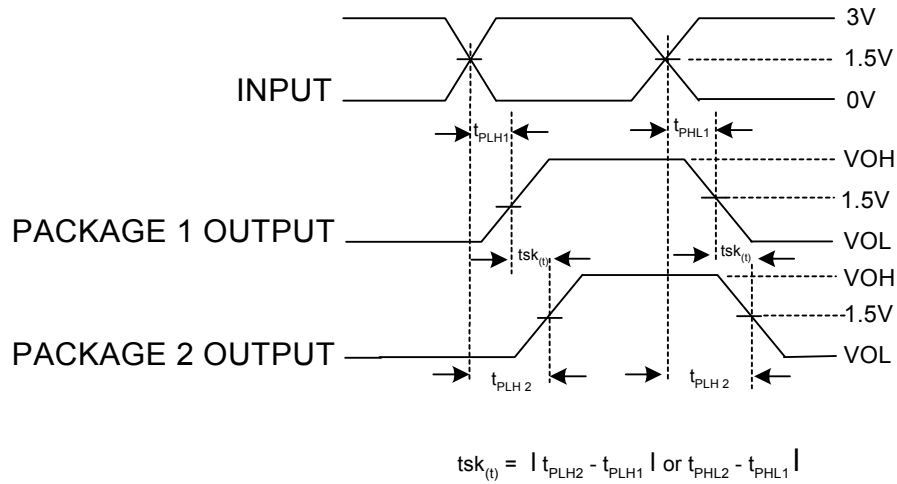 3V
1.5V
INPUT
0V
tPLH1
tPHL1
VOH
1.5V
PACKAGE 1 OUTPUT
VOL
tsk(t)
tsk(t)
VOH
1.5V
PACKAGE 2 OUTPUT
VOL
tPLH 2
tPLH 2
tsk(t) = | tPLH2 - tPLH1 | or tPHL2 - tPHL1|